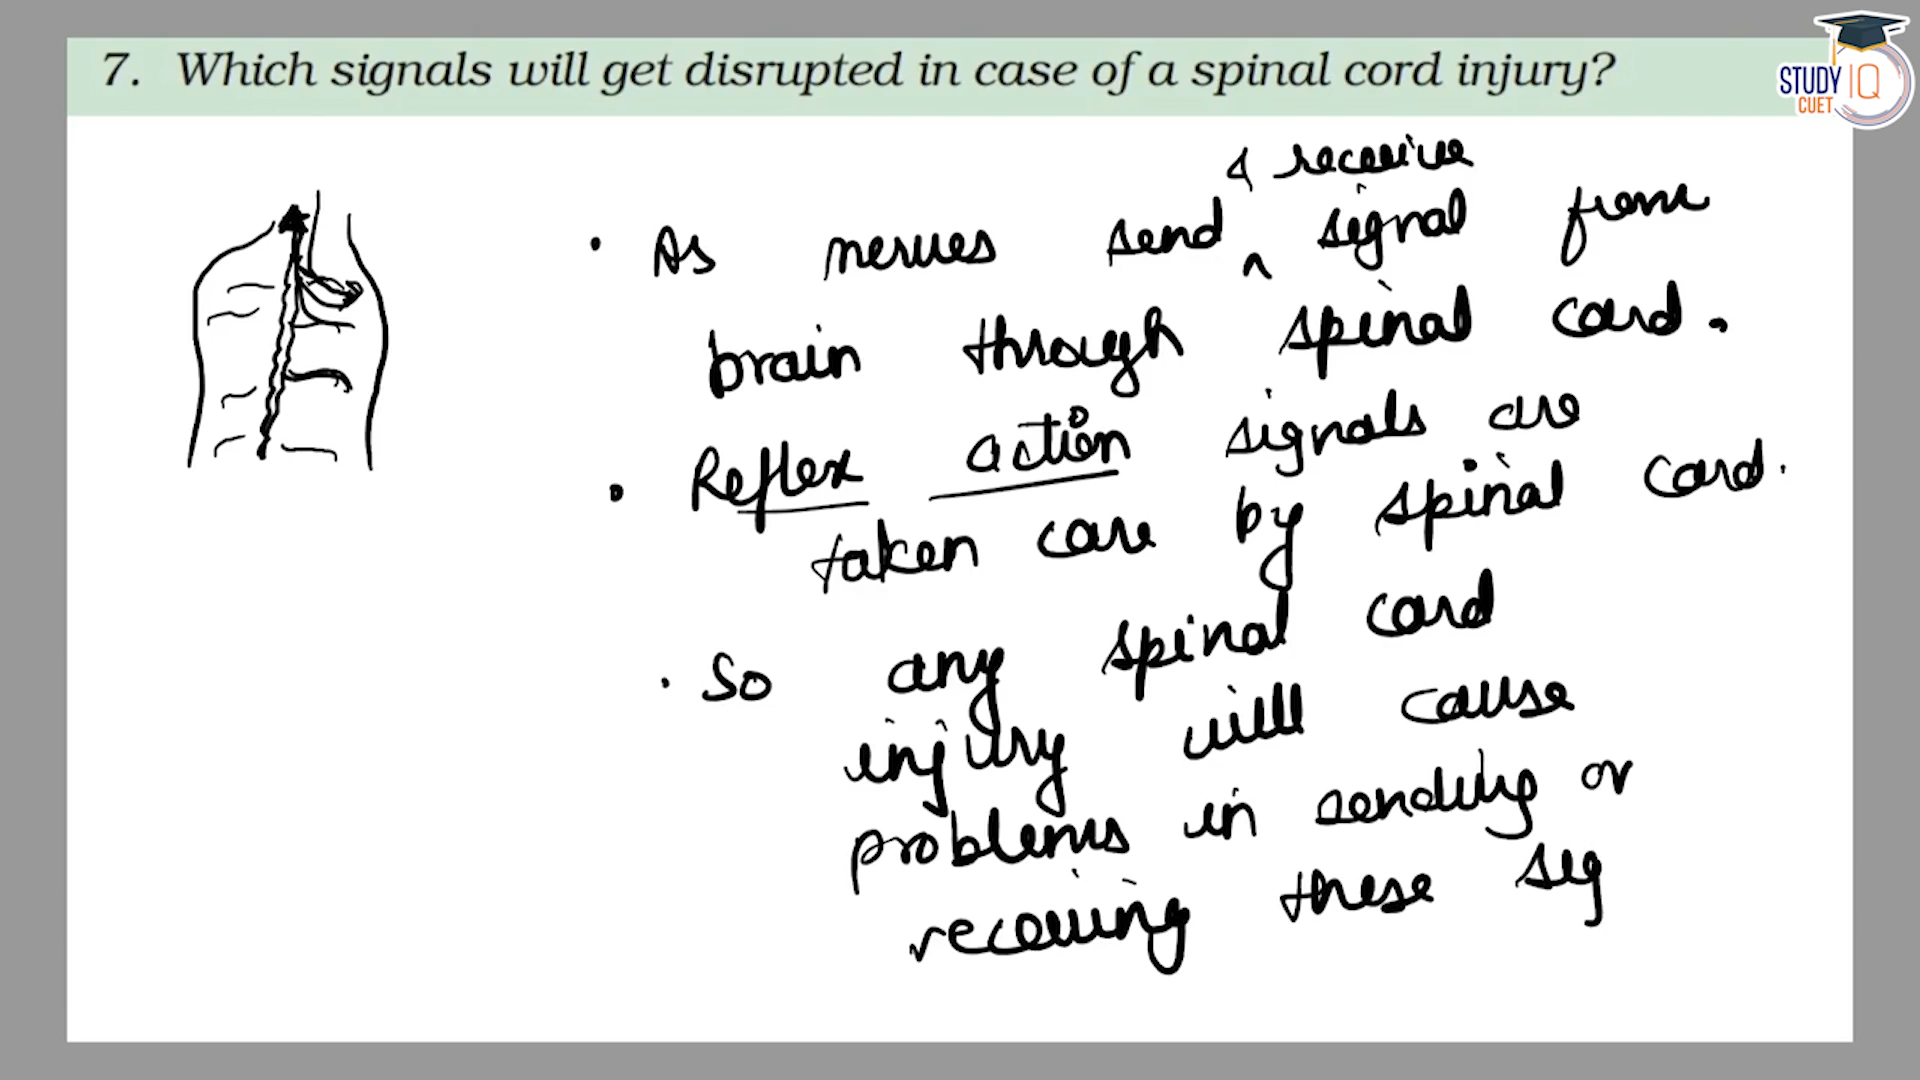 7. Which signals will get disrupted in case of a spinal cord injury?
STUDY IQ
CUET
& receive
• As nerves send ^ signal from
brain through spinal cord.
• Reflex action signals are
taken care by spinal cord.
• So any spinal cord
injury will cause
problems in sending or
receiving these sig